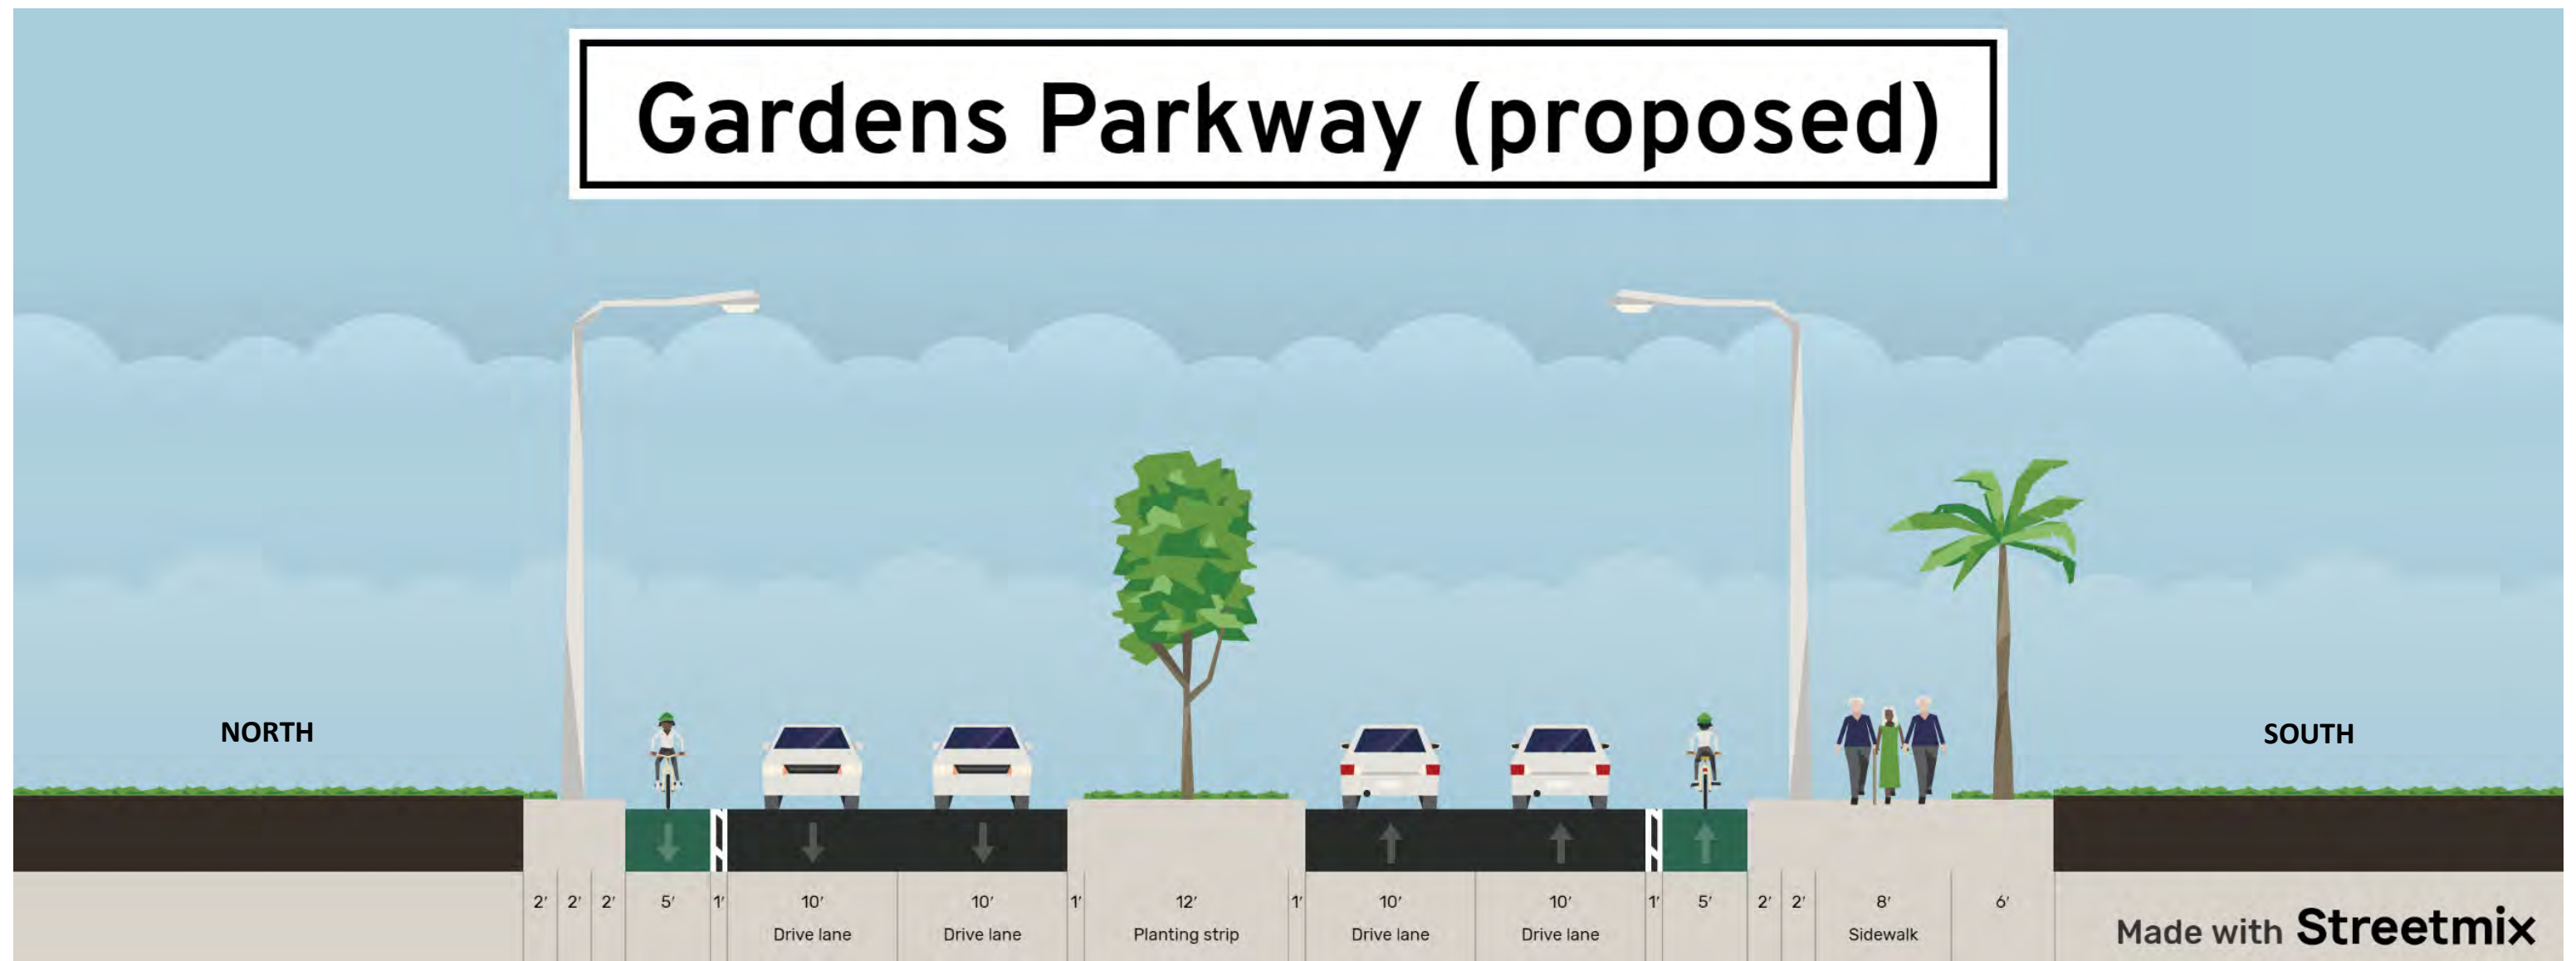 Gardens Parkway (proposed)
NORTH
SOUTH
2' 2' 2' 5' 1' 10' 10' 1' 12' 1' 10' 10' 1' 5' 2' 2' 8' 6'
Drive lane Drive lane Planting strip Drive lane Drive lane Sidewalk
Made with Streetmix